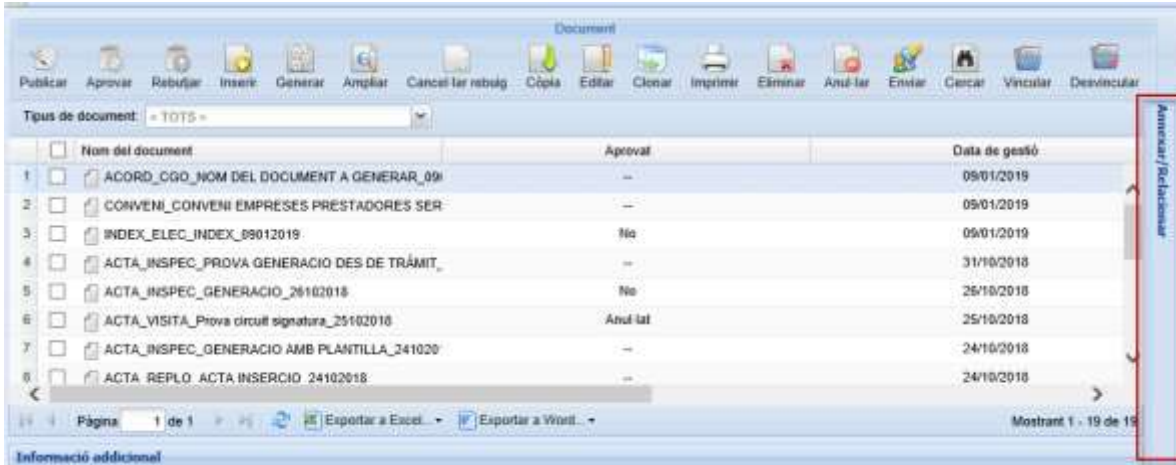 Document
Publicar Aprovar Rebutjar Inserir Generar Ampliar Cancel·lar rebuig Còpia Editar Clonar Imprimir Eliminar Anul·lar Enviar Cercar Vincular Desvincular
Tipus de document: « TOTS »
Nom del document Aprovat Data de gestió
1 ACORD_CGO_NOM DEL DOCUMENT A GENERAR_09 -- 09/01/2019
2 CONVENI_CONVENI EMPRESES PRESTADORES SER -- 09/01/2019
3 INDEX_ELEC_INDEX_09012019 No 09/01/2019
4 ACTA_INSPEC_PROVA GENERACIO DES DE TRÀMIT_ -- 31/10/2018
5 ACTA_INSPEC_GENERACIO_26102018 No 26/10/2018
6 ACTA_VISITA_Prova circuit signatura_25102018 Anul·lat 25/10/2018
7 ACTA_INSPEC_GENERACIO AMB PLANTILLA_241020 -- 24/10/2018
8 ACTA_REPLO_ACTA INSERCIO_24102018 -- 24/10/2018
Pàgina 1 de 1 Exportar a Excel... Exportar a Word... Mostrant 1 - 19 de 19
Informació addicional
Annexar/Relacionar